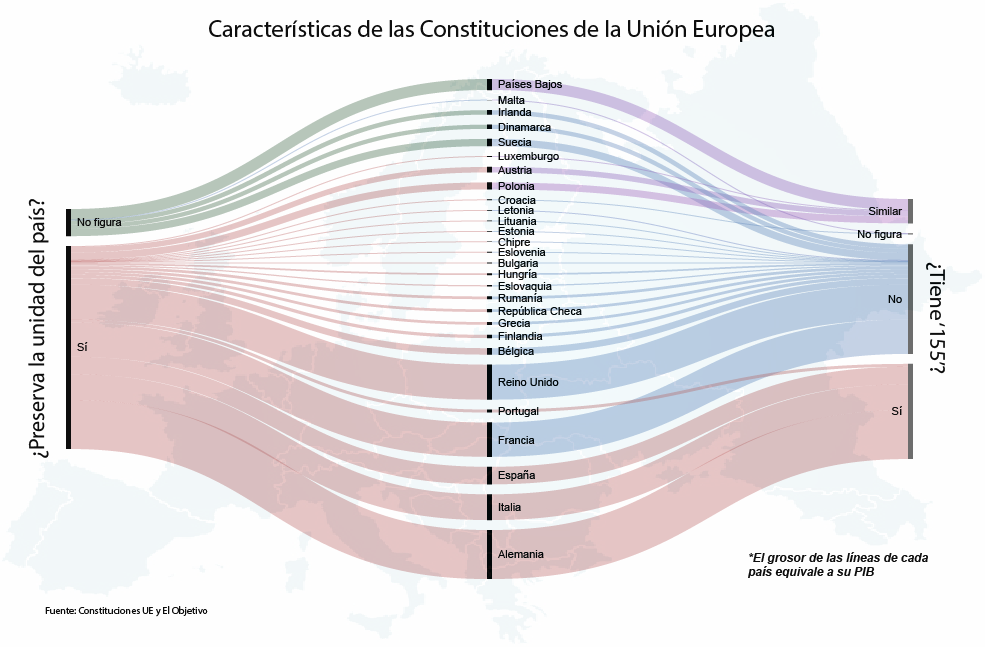 Características de las Constituciones de la Unión Europea
¿Preserva la unidad del país?
No figura
Sí
Países Bajos
Malta
Irlanda
Dinamarca
Suecia
Luxemburgo
Austria
Polonia
Croacia
Letonia
Lituania
Estonia
Chipre
Eslovenia
Bulgaria
Hungría
Eslovaquia
Rumanía
República Checa
Grecia
Finlandia
Bélgica
Reino Unido
Portugal
Francia
España
Italia
Alemania
Similar
No figura
No
Sí
¿Tiene ‘155’?
*El grosor de las líneas de cada
país equivale a su PIB
Fuente: Constituciones UE y El Objetivo